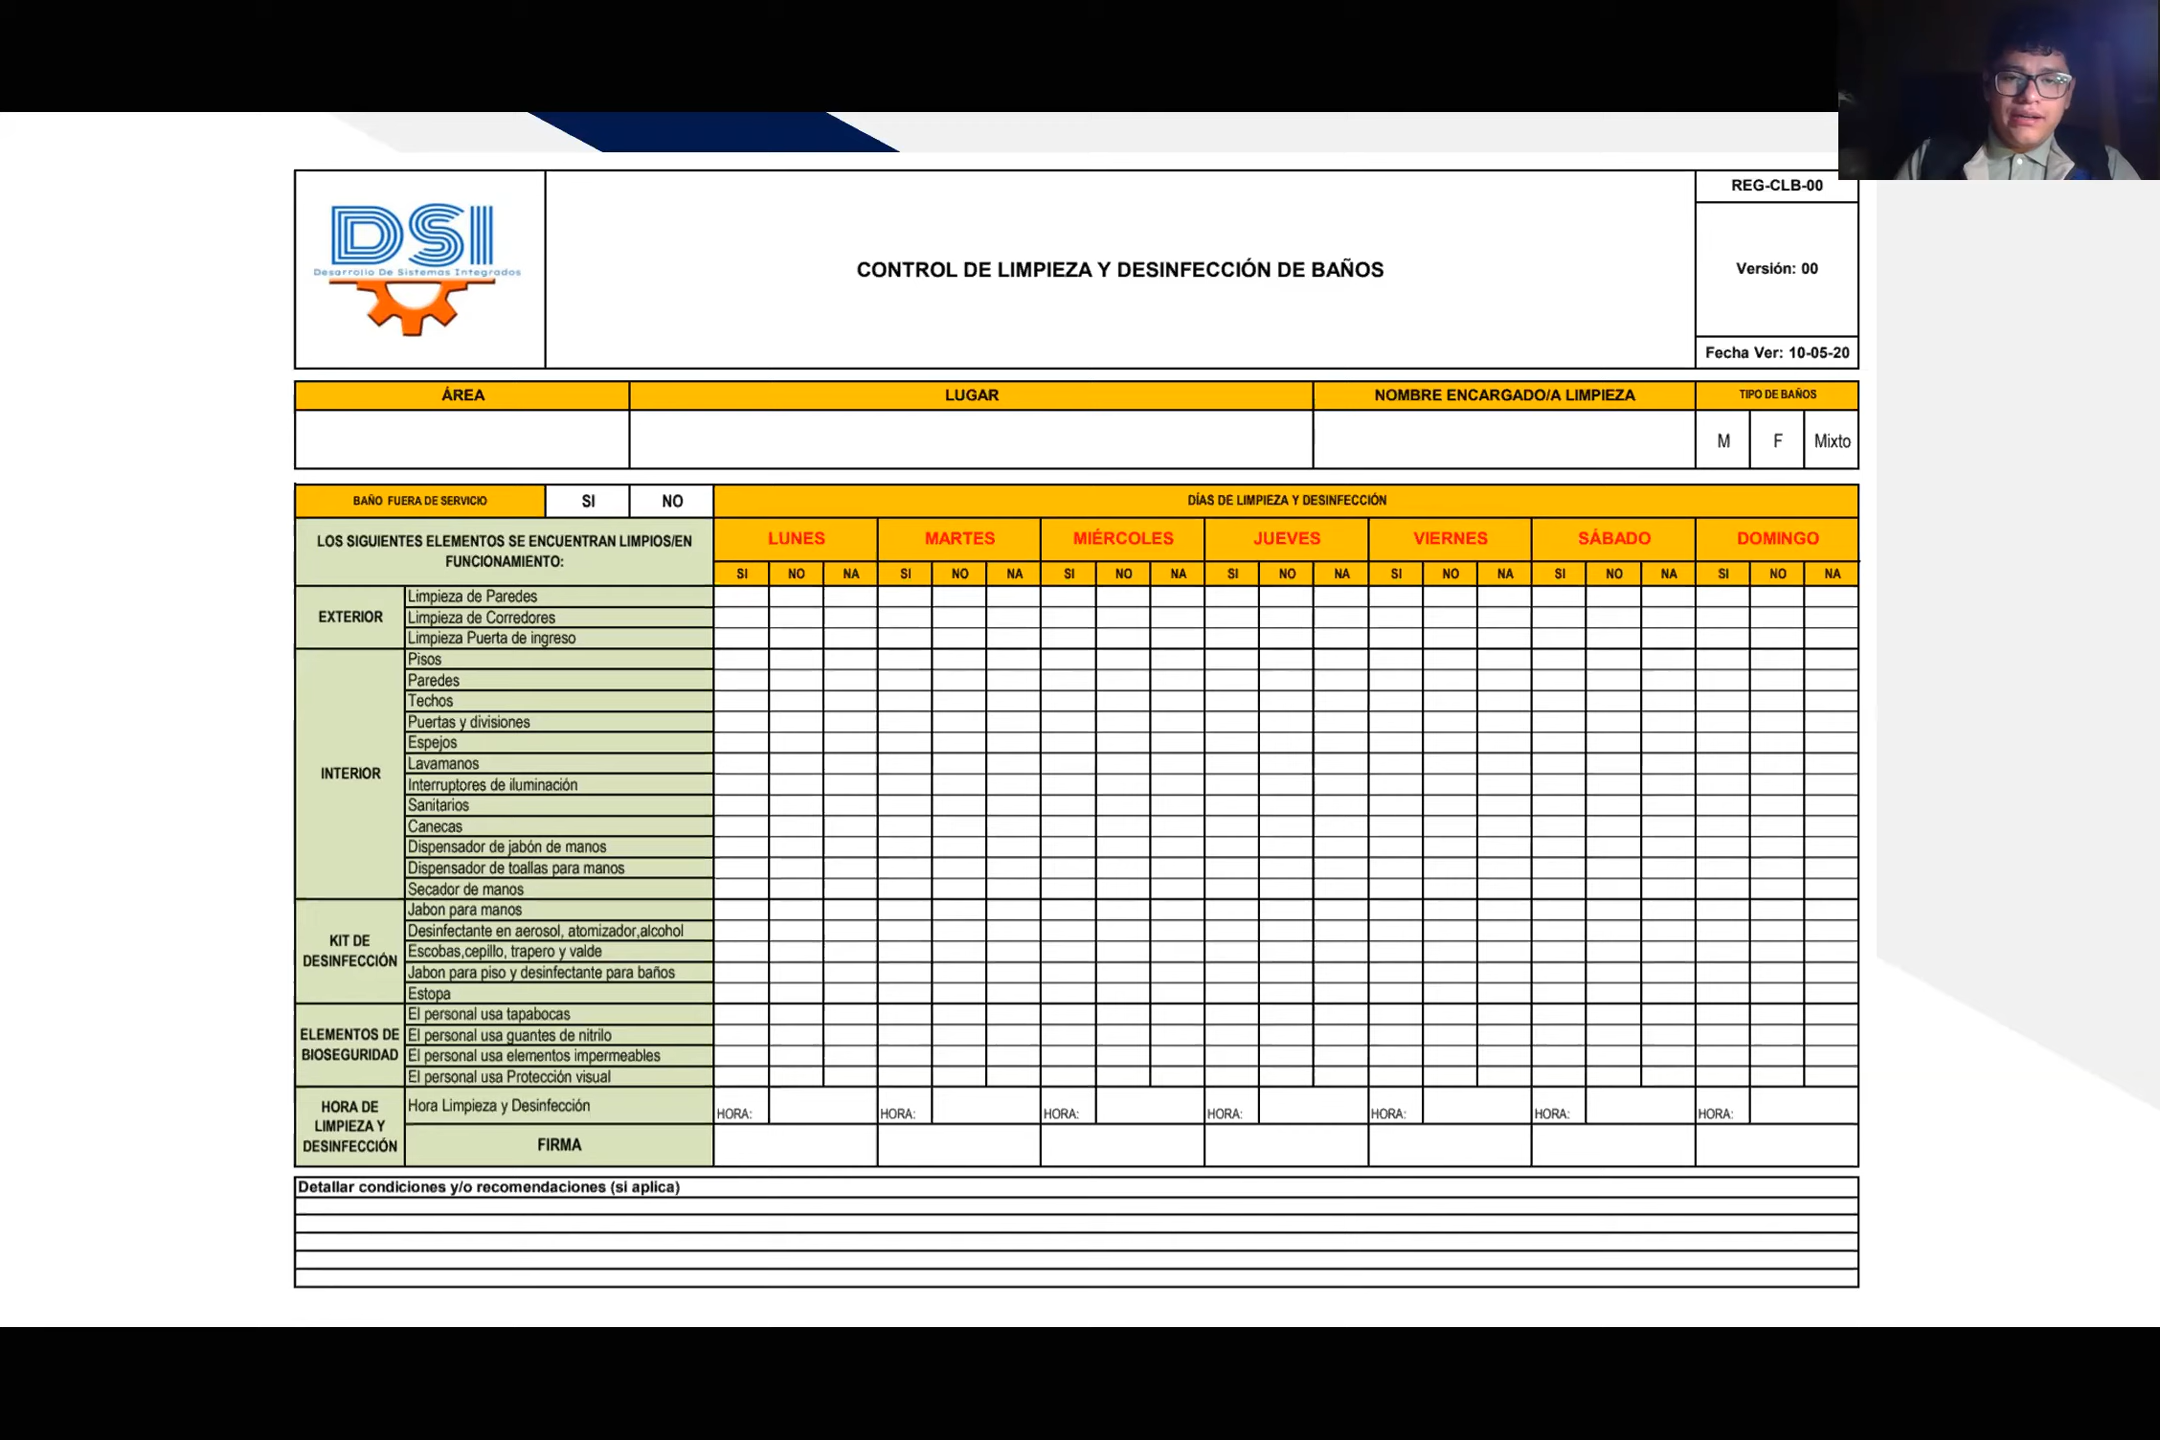 DSI
Desarrollo De Sistemas Integrados
CONTROL DE LIMPIEZA Y DESINFECCIÓN DE BAÑOS
REG-CLB-00
Versión: 00
Fecha Ver: 10-05-20
ÁREA LUGAR NOMBRE ENCARGADO/A LIMPIEZA TIPO DE BAÑOS
M F Mixto
BAÑO FUERA DE SERVICIO SI NO DÍAS DE LIMPIEZA Y DESINFECCIÓN
LOS SIGUIENTES ELEMENTOS SE ENCUENTRAN LIMPIOS/EN
FUNCIONAMIENTO:
LUNES MARTES MIÉRCOLES JUEVES VIERNES SÁBADO DOMINGO
SI NO NA SI NO NA SI NO NA SI NO NA SI NO NA SI NO NA SI NO NA
EXTERIOR
Limpieza de Paredes
Limpieza de Corredores
Limpieza Puerta de ingreso
INTERIOR
Pisos
Paredes
Techos
Puertas y divisiones
Espejos
Lavamanos
Interruptores de iluminación
Sanitarios
Canecas
Dispensador de jabón de manos
Dispensador de toallas para manos
Secador de manos
KIT DE
DESINFECCIÓN
Jabon para manos
Desinfectante en aerosol, atomizador,alcohol
Escobas,cepillo, trapero y valde
Jabon para piso y desinfectante para baños
Estopa
ELEMENTOS DE
BIOSEGURIDAD
El personal usa tapabocas
El personal usa guantes de nitrilo
El personal usa elementos impermeables
El personal usa Protección visual
HORA DE
LIMPIEZA Y
DESINFECCIÓN
Hora Limpieza y Desinfección
HORA: HORA: HORA: HORA: HORA: HORA: HORA:
FIRMA
Detallar condiciones y/o recomendaciones (si aplica)